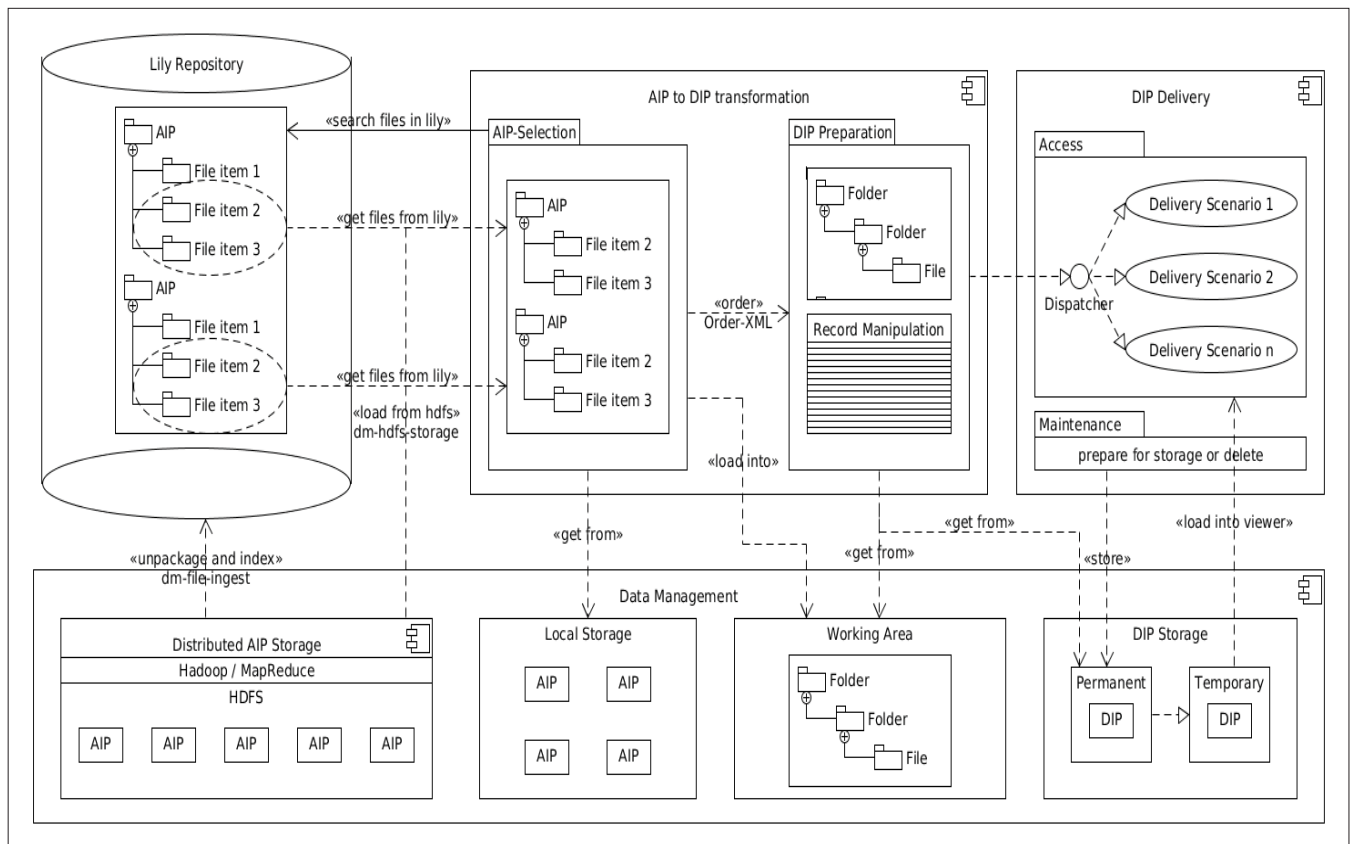 Lily Repository
AIP
File item 1
File item 2
File item 3
AIP
File item 1
File item 2
File item 3
«search files in lily»
«get files from lily»
«get files from lily»
«load from hdfs»
dm-hdfs-storage
«unpackage and index»
dm-file-ingest
AIP to DIP transformation
AIP-Selection
AIP
File item 2
File item 3
AIP
File item 2
File item 3
«order»
Order-XML
«load into»
DIP Preparation
Folder
Folder
File
Record Manipulation
DIP Delivery
Access
Dispatcher
Delivery Scenario 1
Delivery Scenario 2
Delivery Scenario n
Maintenance
prepare for storage or delete
«get from»
«get from»
«get from»
«store»
«load into viewer»
Data Management
Distributed AIP Storage
Hadoop / MapReduce
HDFS
AIP
AIP
AIP
AIP
AIP
Local Storage
AIP
AIP
AIP
AIP
Working Area
Folder
Folder
File
DIP Storage
Permanent
DIP
Temporary
DIP